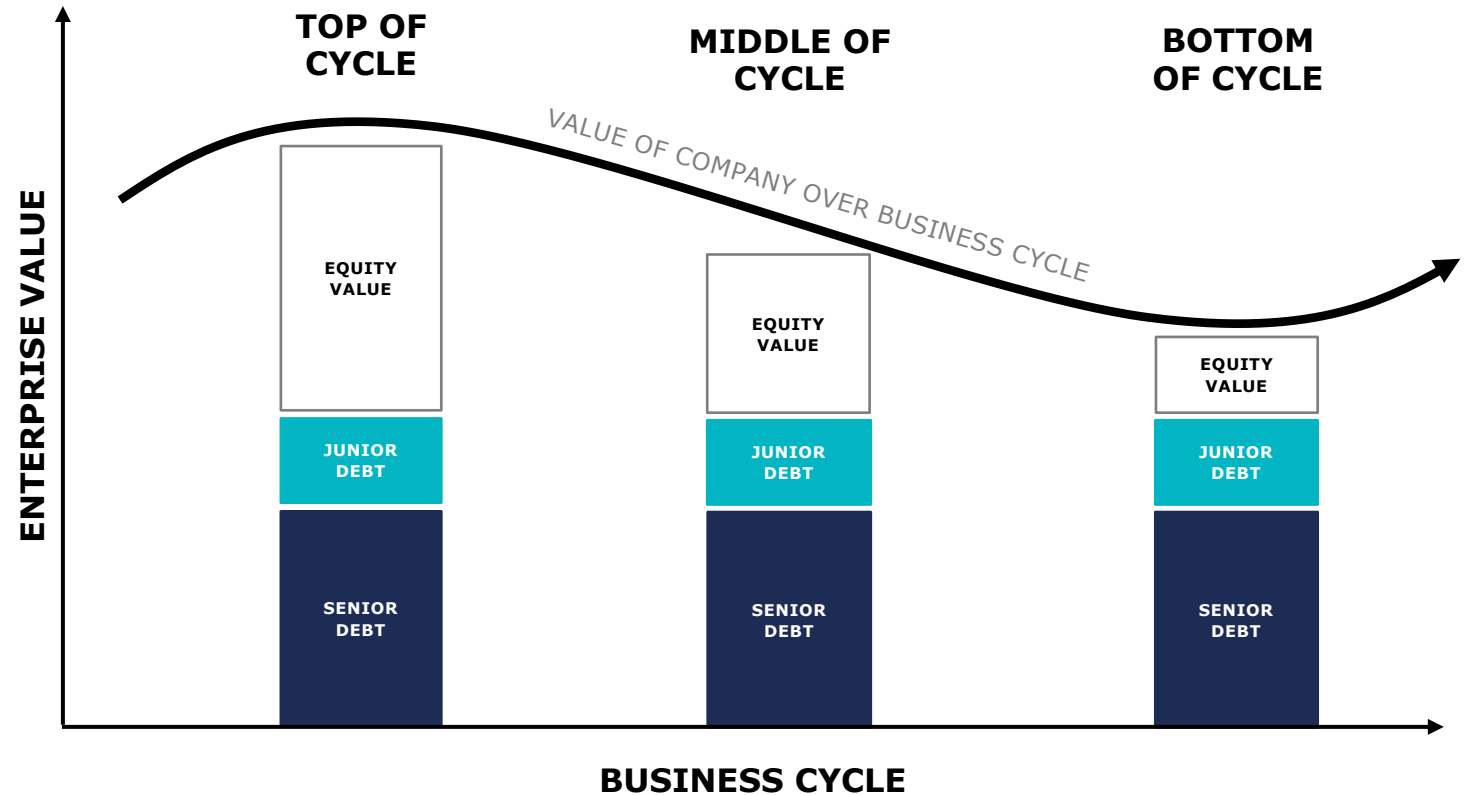 TOP OF
CYCLE
MIDDLE OF
CYCLE
BOTTOM
OF CYCLE
VALUE OF COMPANY OVER BUSINESS CYCLE
ENTERPRISE VALUE
EQUITY
VALUE
JUNIOR
DEBT
SENIOR
DEBT
EQUITY
VALUE
JUNIOR
DEBT
SENIOR
DEBT
EQUITY
VALUE
JUNIOR
DEBT
SENIOR
DEBT
BUSINESS CYCLE